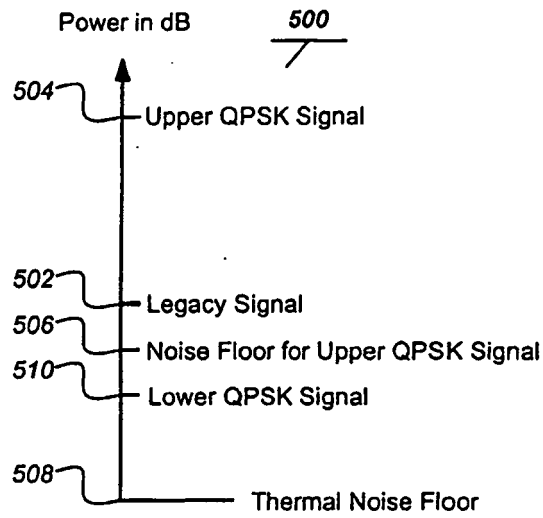 Power in dB
500
504
Upper QPSK Signal
502
Legacy Signal
506
Noise Floor for Upper QPSK Signal
510
Lower QPSK Signal
508
Thermal Noise Floor